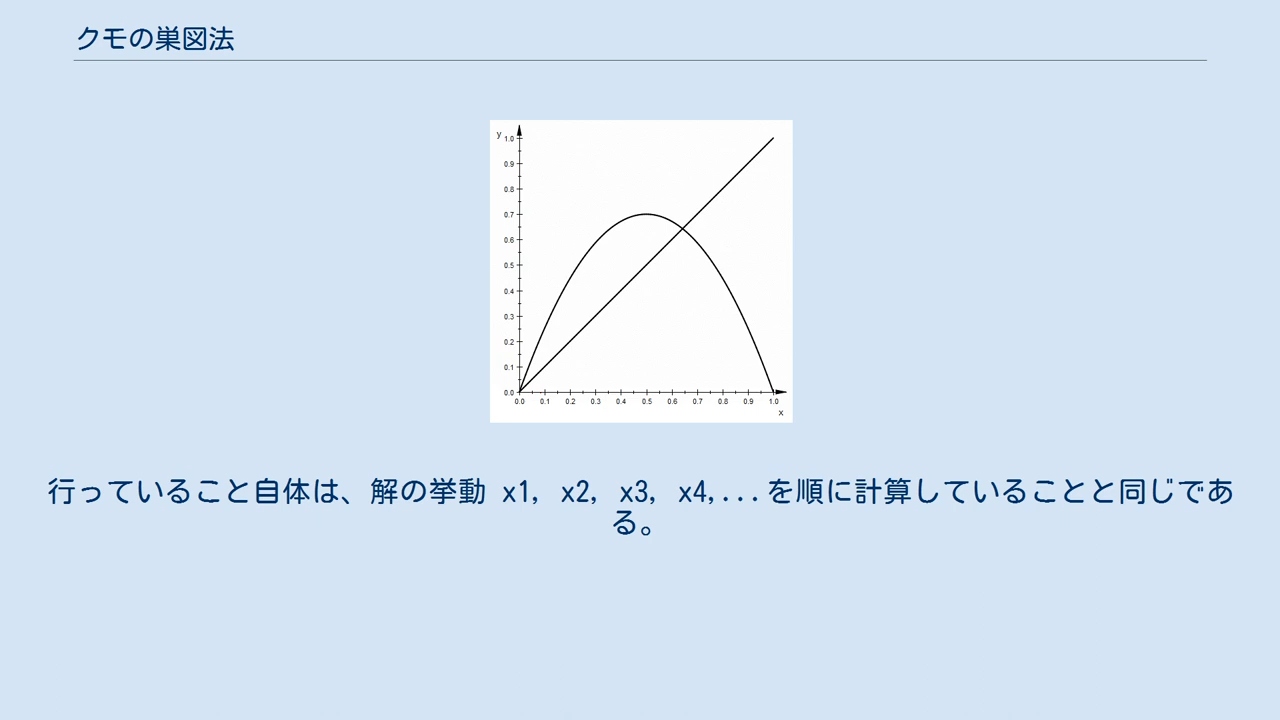 クモの巣図法
y
1.0
0.9
0.8
0.7
0.6
0.5
0.4
0.3
0.2
0.1
0.0
0.0 0.1 0.2 0.3 0.4 0.5 0.6 0.7 0.8 0.9 1.0
x
行っていること自体は、解の挙動 x1, x2, x3, x4,...を順に計算していることと同じであ
る。